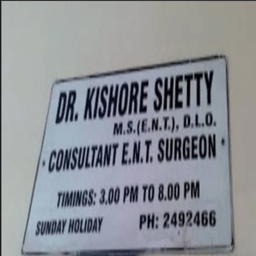 DR. KISHORE SHETTY
M.S.(E.N.T.), D.L.O.
· CONSULTANT E.N.T. SURGEON ·
TIMINGS: 3.00 PM TO 8.00 PM
SUNDAY HOLIDAY PH: 2492466